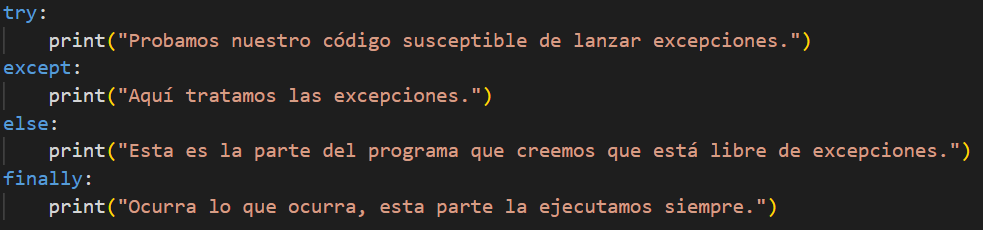 try:
    print("Probamos nuestro código susceptible de lanzar excepciones.")
except:
    print("Aquí tratamos las excepciones.")
else:
    print("Esta es la parte del programa que creemos que está libre de excepciones.")
finally:
    print("Ocurra lo que ocurra, esta parte la ejecutamos siempre.")